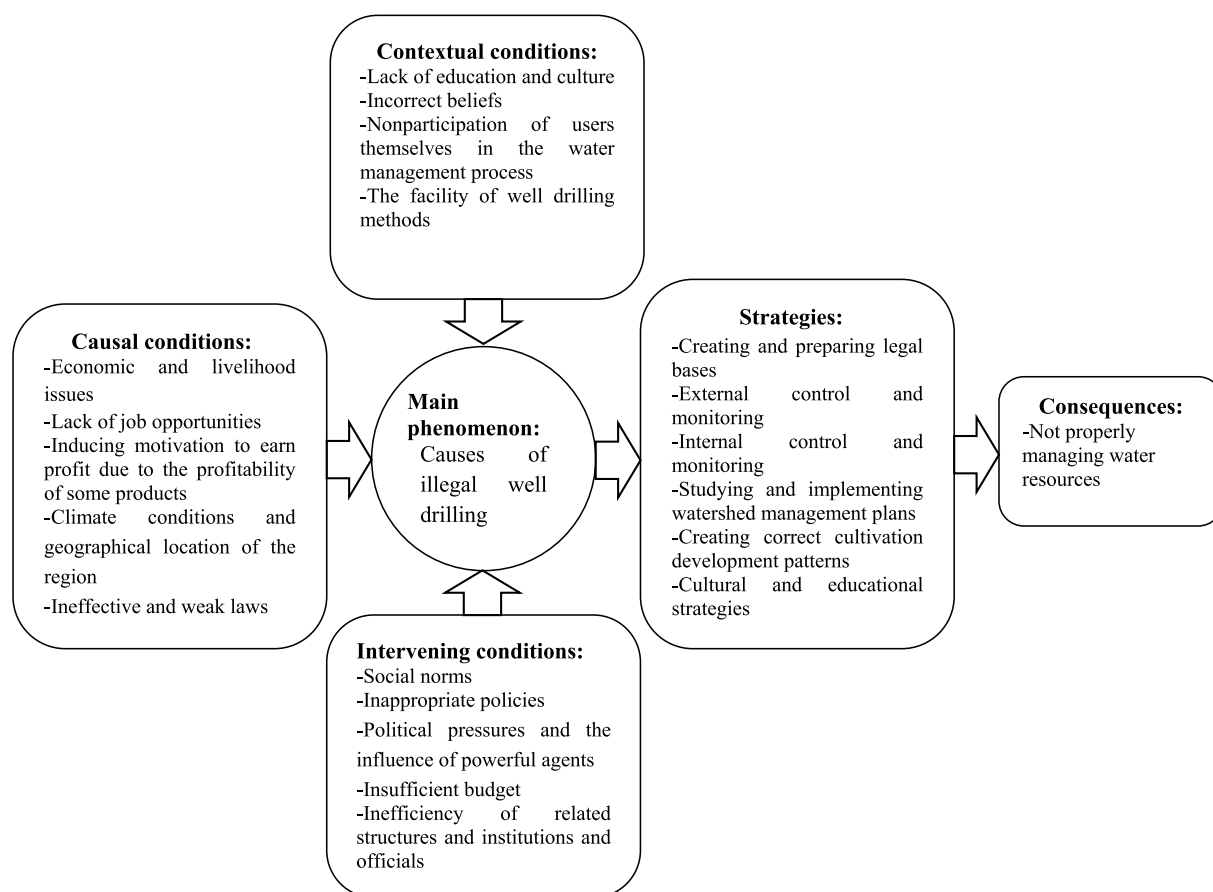 Contextual conditions:
-Lack of education and culture
-Incorrect beliefs
-Nonparticipation of users
themselves in the water
management process
-The facility of well drilling
methods
Causal conditions:
-Economic and livelihood
issues
-Lack of job opportunities
-Inducing motivation to earn
profit due to the profitability
of some products
-Climate conditions and
geographical location of the
region
-Ineffective and weak laws
Main
phenomenon:
Causes of
illegal well
drilling
Strategies:
-Creating and preparing legal
bases
-External control and
monitoring
-Internal control and
monitoring
-Studying and implementing
watershed management plans
-Creating correct cultivation
development patterns
-Cultural and educational
strategies
Consequences:
-Not properly
managing water
resources
Intervening conditions:
-Social norms
-Inappropriate policies
-Political pressures and the
influence of powerful agents
-Insufficient budget
-Inefficiency of related
structures and institutions and
officials